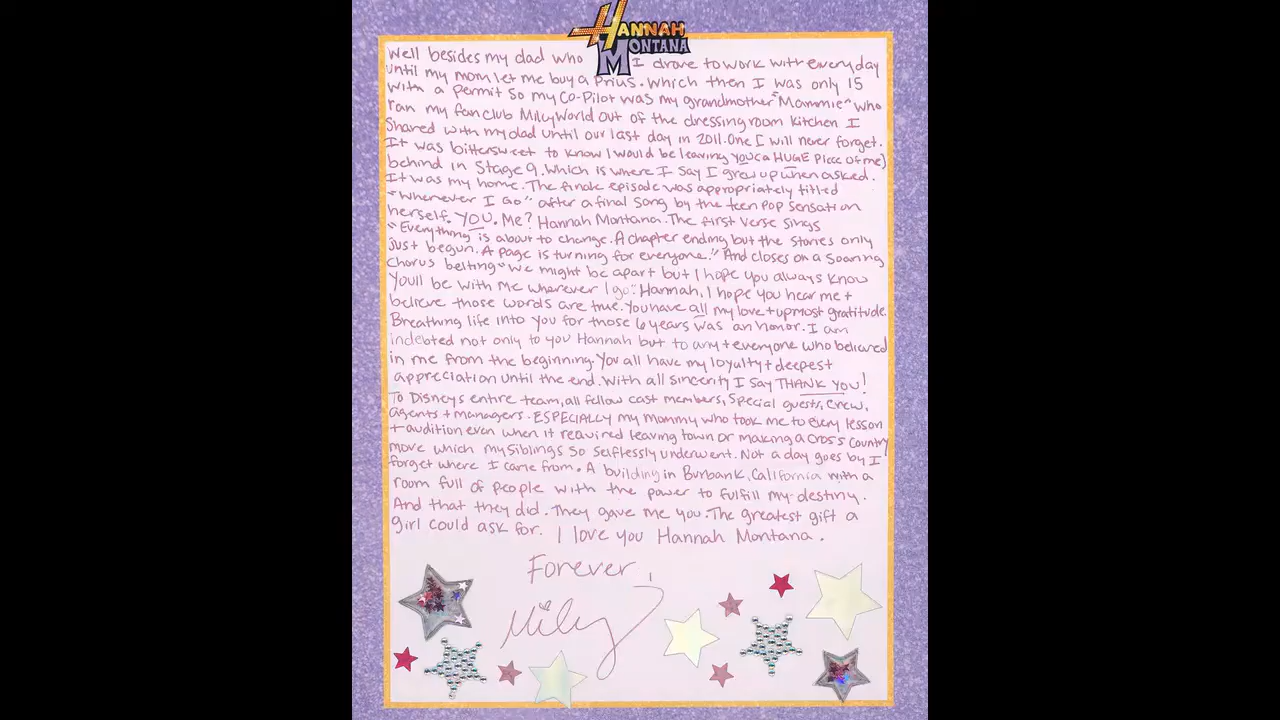 HANNAH
MONTANA
Well besides my dad who I drove to work with everyday
until my mom let me buy a Prius. Which then I was only 15
with a permit so my Co-Pilot was my grandmother "Mammie" who
ran my fanclub MileyWorld out of the dressing room kitchen I
Shared with my dad until our last day in 2011. One I will never forget.
It was bittersweet to know I would be leaving you (a HUGE piece of me)
behind in Stage 9. Which is where I say I grew up when asked.
It was my home. The finale episode was appropriately titled
"Wherever I Go" after a final song by the teen pop sensation
herself. YOU. Me? Hannah Montana. The first verse sings
"Everything is about to change. A chapter ending but the stories only
Just begun. A page is turning for everyone." And closes on a soaring
chorus belting "We might be apart but I hope you always know
Youll be with me wherever I go" Hannah, I hope you hear me +
believe those words are true. You have all my love + upmost gratitude.
Breathing life into you for those 6 years was an honor. I am
indebted not only to you Hannah but to any + everyone who believed
in me from the beginning. You all have my loyalty + deepest
appreciation until the end. With all sincerity I say THANK YOU!
To Disneys entire team, all fellow cast members, Special guests, crew,
agents + managers. ESPECIALLY my mommy who took me to every lesson
+ audition even when it required leaving town or making a cross country
move which my siblings so selflessly underwent. Not a day goes by I
forget where I came from. A building in Burbank, California with a
room full of people with the power to fulfill my destiny.
And that they did. They gave me you. The greatest gift a
girl could ask for. I love you Hannah Montana.
Forever,
Miley